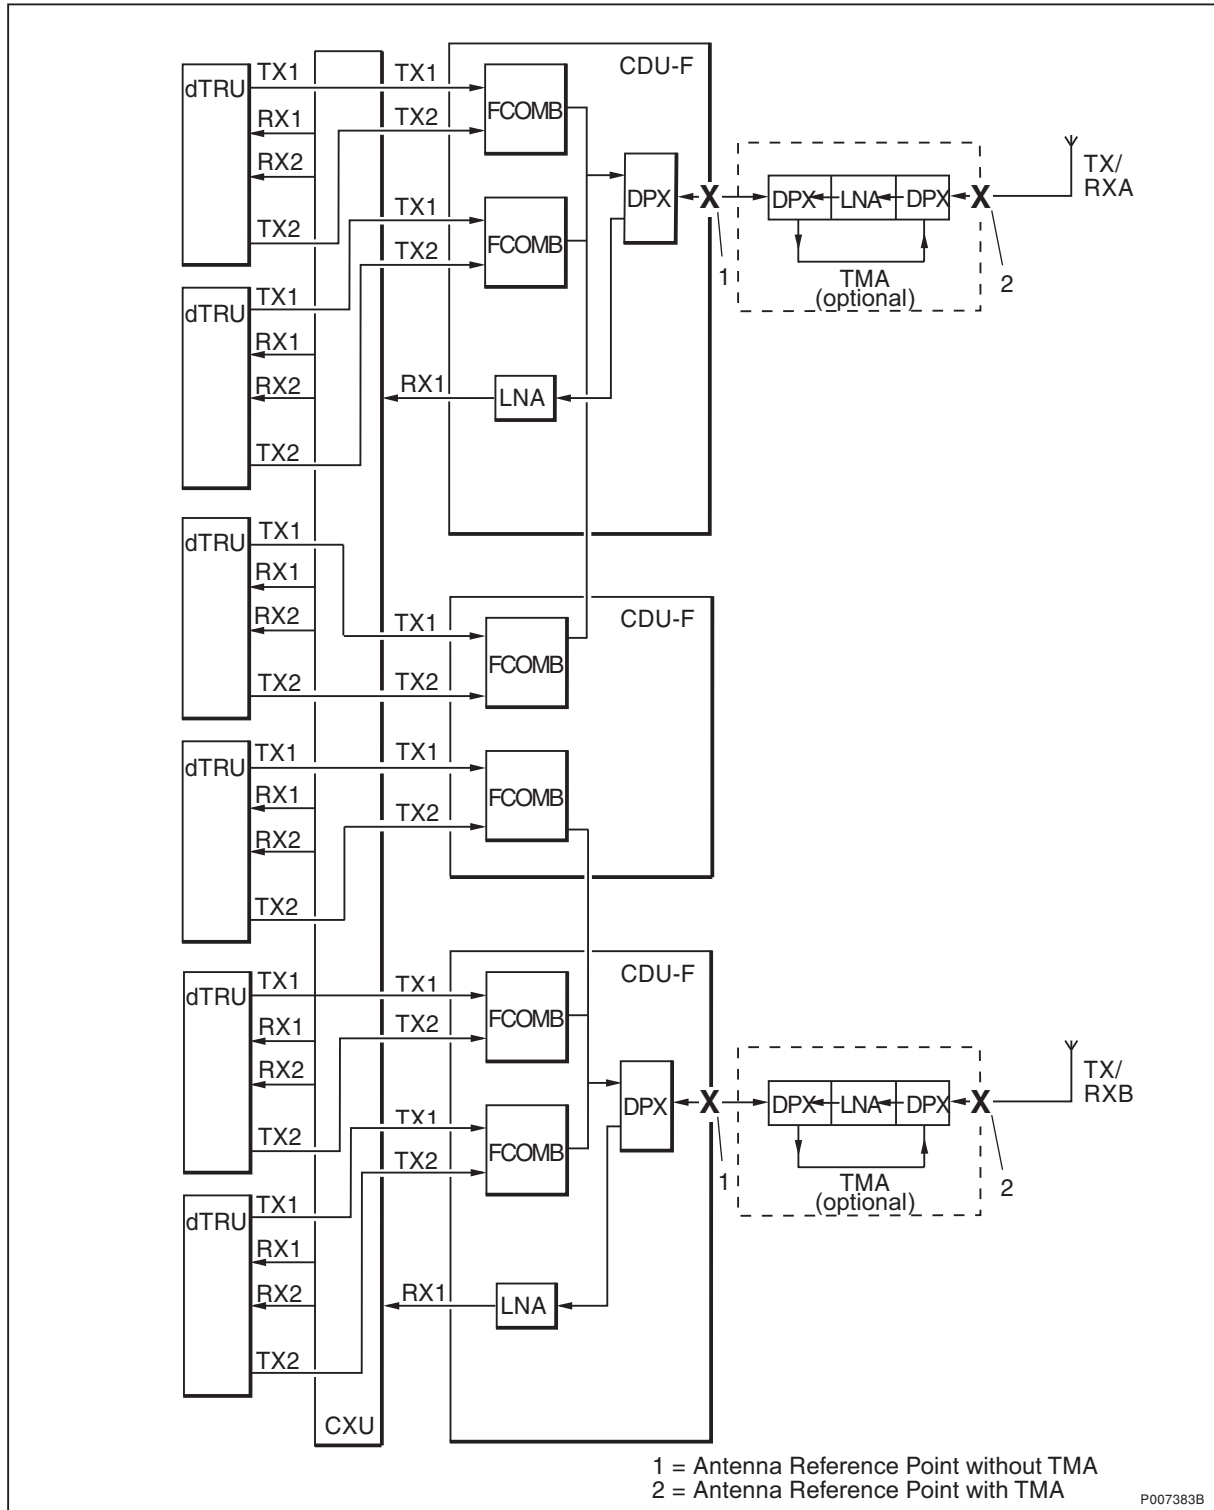 CDU-F
dTRU
TX1
TX1
FCOMB
RX1
TX2
RX2
TX/
RXA
DPX
X
DPX
LNA
DPX
X
TX1
TX2
FCOMB
TX2
1
2
TMA
(optional)
dTRU
TX1
RX1
RX2
RX1
LNA
TX2
dTRU
TX1
RX1
CDU-F
RX2
TX1
FCOMB
TX2
TX2
dTRU
TX1
TX1
FCOMB
RX1
TX2
RX2
TX2
CDU-F
dTRU
TX1
TX1
FCOMB
RX1
TX2
RX2
TX/
RXB
DPX
X
DPX
LNA
DPX
X
TX1
TX2
FCOMB
TX2
1
2
TMA
(optional)
dTRU
TX1
RX1
RX2
RX1
LNA
TX2
CXU
1 = Antenna Reference Point without TMA
2 = Antenna Reference Point with TMA
P007383B